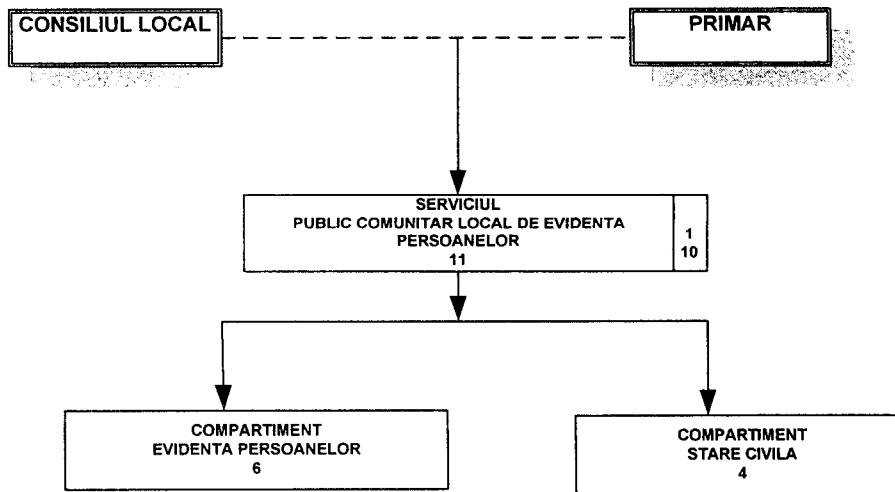 CONSILIUL LOCAL
PRIMAR
SERVICIUL
PUBLIC COMUNITAR LOCAL DE EVIDENTA
PERSOANELOR
11
1
10
COMPARTIMENT
EVIDENTA PERSOANELOR
6
COMPARTIMENT
STARE CIVILA
4